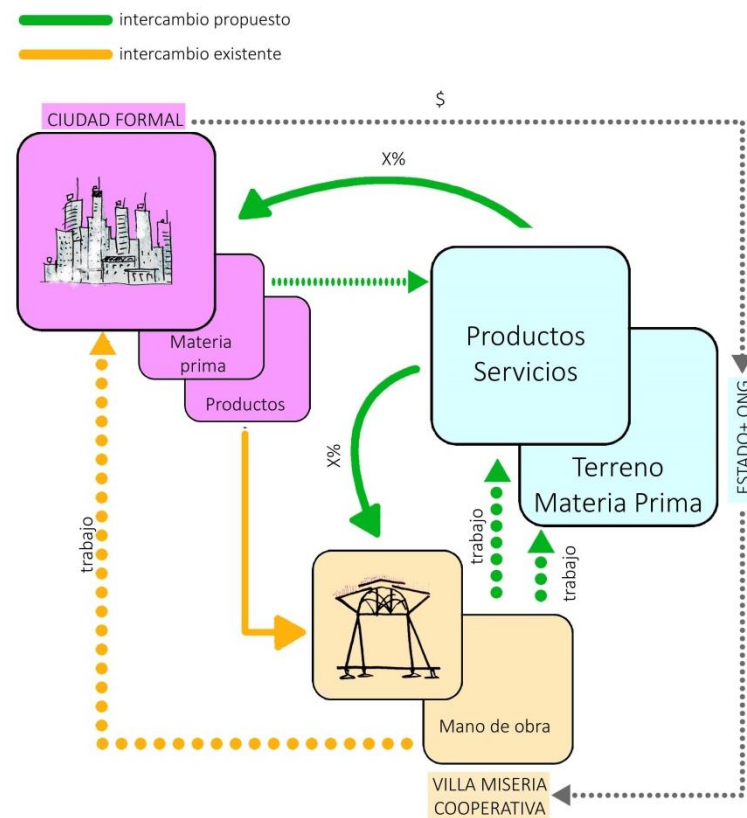 intercambio propuesto
intercambio existente
CIUDAD FORMAL
$
X%
Materia
prima
Productos
Productos
Servicios
Terreno
Materia Prima
ESTADO+ ONG
X%
trabajo
trabajo
trabajo
Mano de obra
VILLA MISERIA
COOPERATIVA